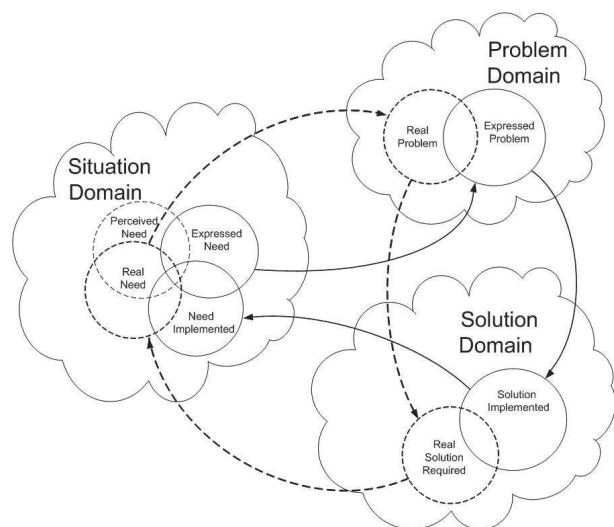 Problem
Domain
Real
Problem
Expressed
Problem
Situation
Domain
Perceived
Need
Expressed
Need
Real
Need
Need
Implemented
Solution
Domain
Solution
Implemented
Real
Solution
Required